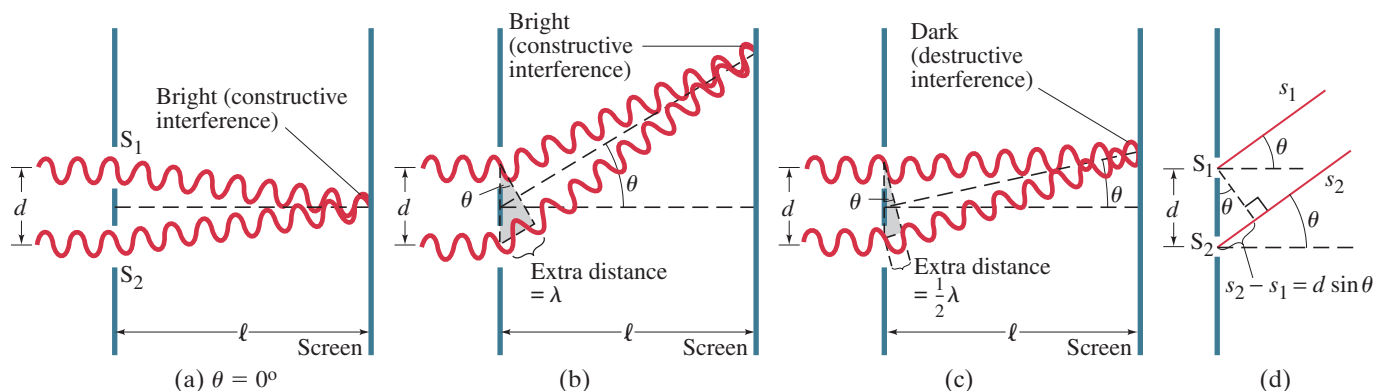 Bright (constructive
interference)
S1
S2
d
ℓ
Screen
(a) θ = 0º
Bright
(constructive
interference)
θ
θ
d
Extra distance
= λ
ℓ
Screen
(b)
Dark
(destructive
interference)
θ
θ
d
Extra distance
= 1/2 λ
ℓ
Screen
(c)
s1
θ
S1
s2
d
θ
θ
S2
s2 − s1 = d sin θ
(d)